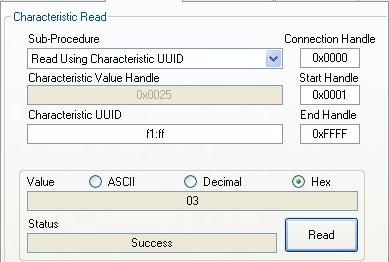 Characteristic Read
Sub-Procedure
Connection Handle
Read Using Characteristic UUID
0x0000
Characteristic Value Handle
Start Handle
0x0025
0x0001
Characteristic UUID
End Handle
f1:ff
0xFFFF
Value ASCII Decimal Hex
03
Status
Success
Read